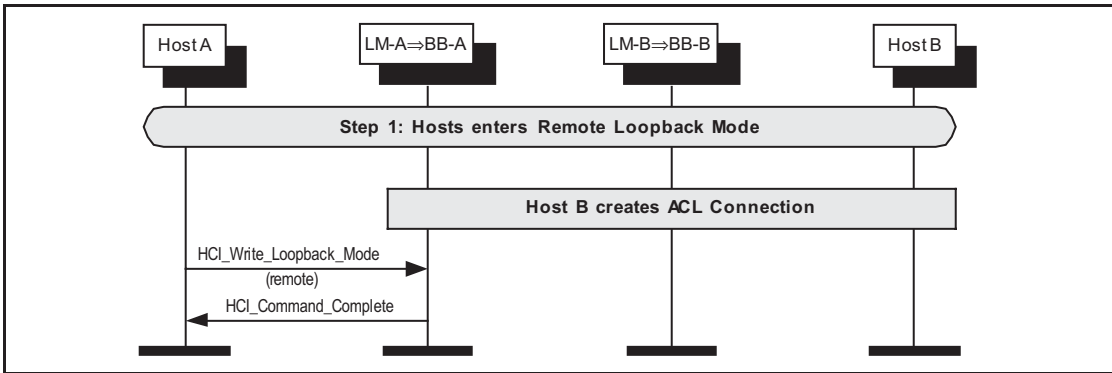 Host A
LM-A⇒BB-A
LM-B⇒BB-B
Host B
Step 1: Hosts enters Remote Loopback Mode
Host B creates ACL Connection
HCI_Write_Loopback_Mode
(remote)
HCI_Command_Complete